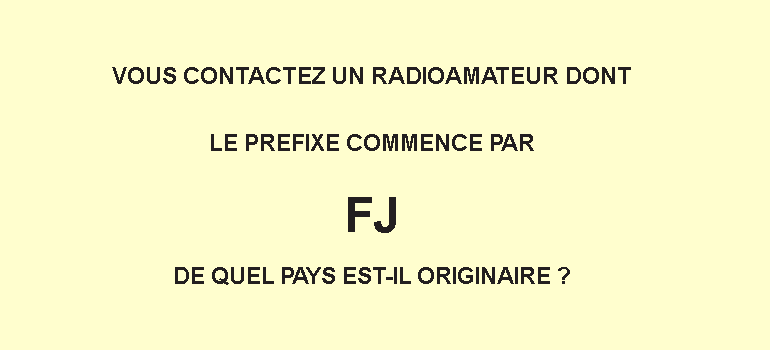 VOUS CONTACTEZ UN RADIOAMATEUR DONT
LE PREFIXE COMMENCE PAR
FJ
DE QUEL PAYS EST-IL ORIGINAIRE ?